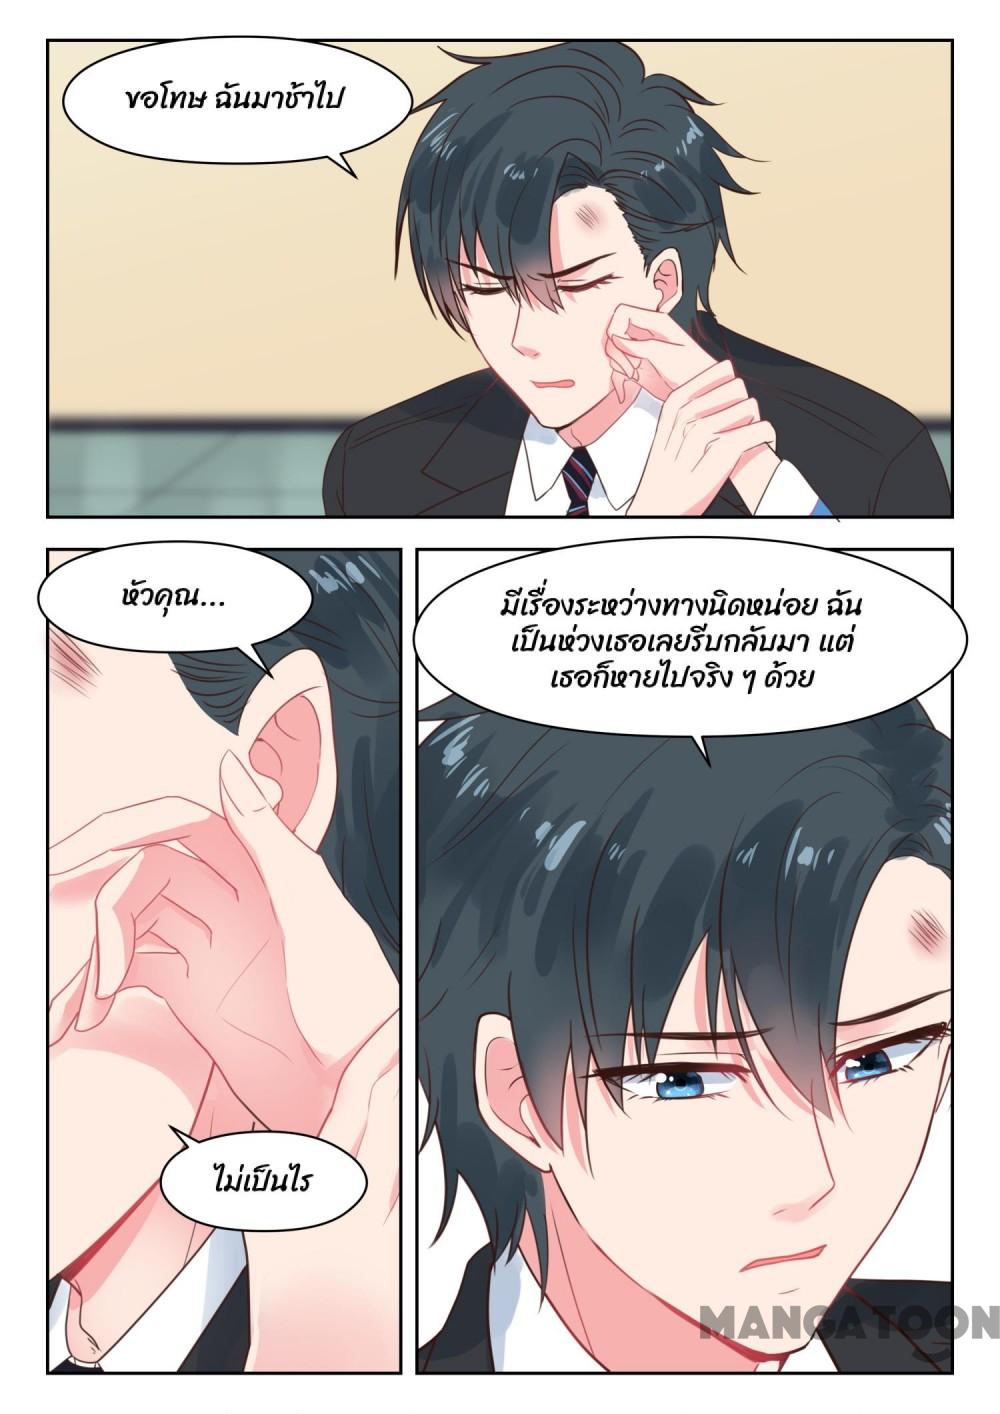 ขอโทษ ฉันมาช้าไป
หัวคุณ...
มีเรื่องระหว่างทางนิดหน่อย ฉัน
เป็นห่วงเธอเลยรีบกลับมา แต่
เธอก็หายไปจริง ๆ ด้วย
ไม่เป็นไร
MANGATOON